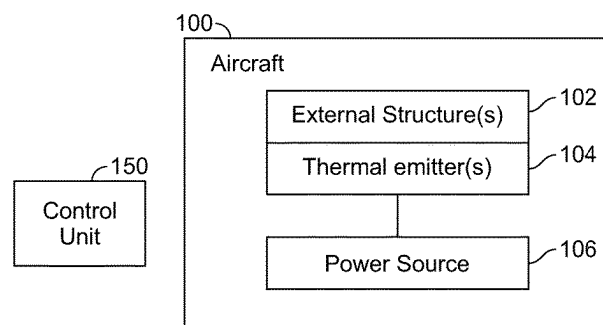 100
Aircraft
External Structure(s)
102
Thermal emitter(s)
104
150
Control
Unit
Power Source
106